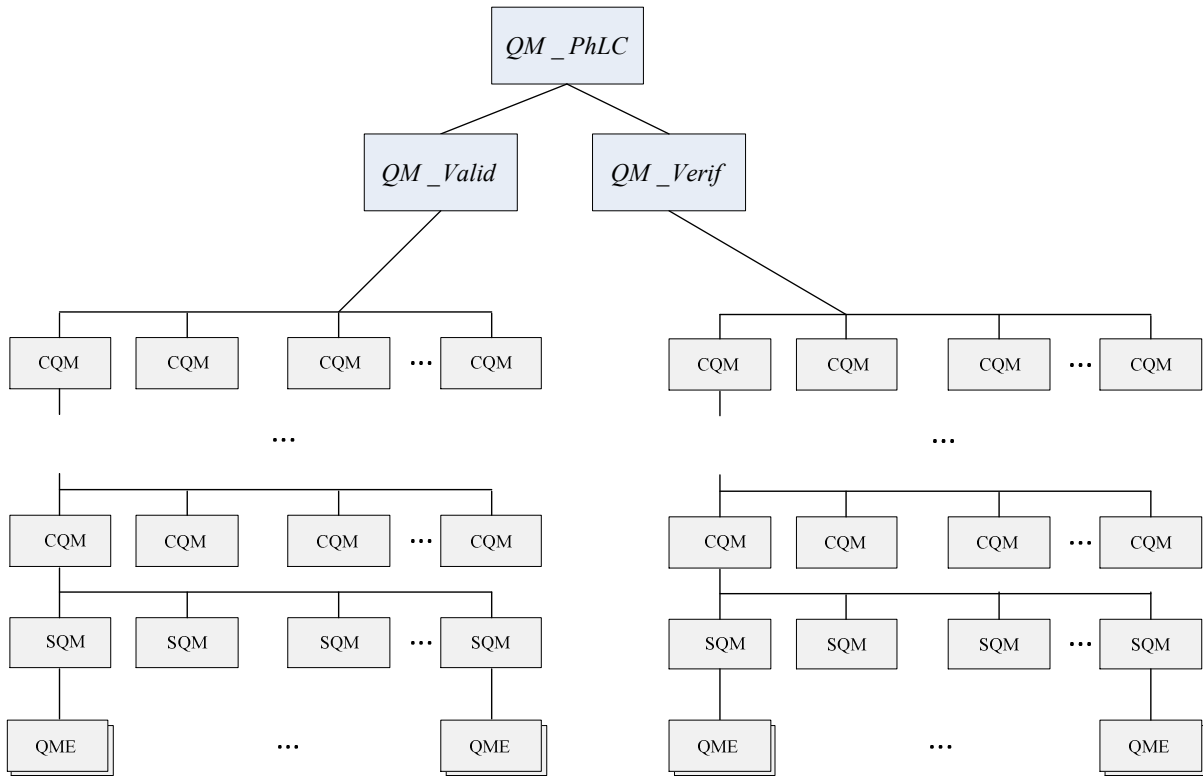 QM _ PhLC
QM _Valid QM _Verif
CQM CQM CQM ... CQM CQM CQM CQM ... CQM
... ...
CQM CQM CQM ... CQM CQM CQM CQM ... CQM
SQM SQM SQM ... SQM SQM SQM SQM ... SQM
QME ... QME QME ... QME